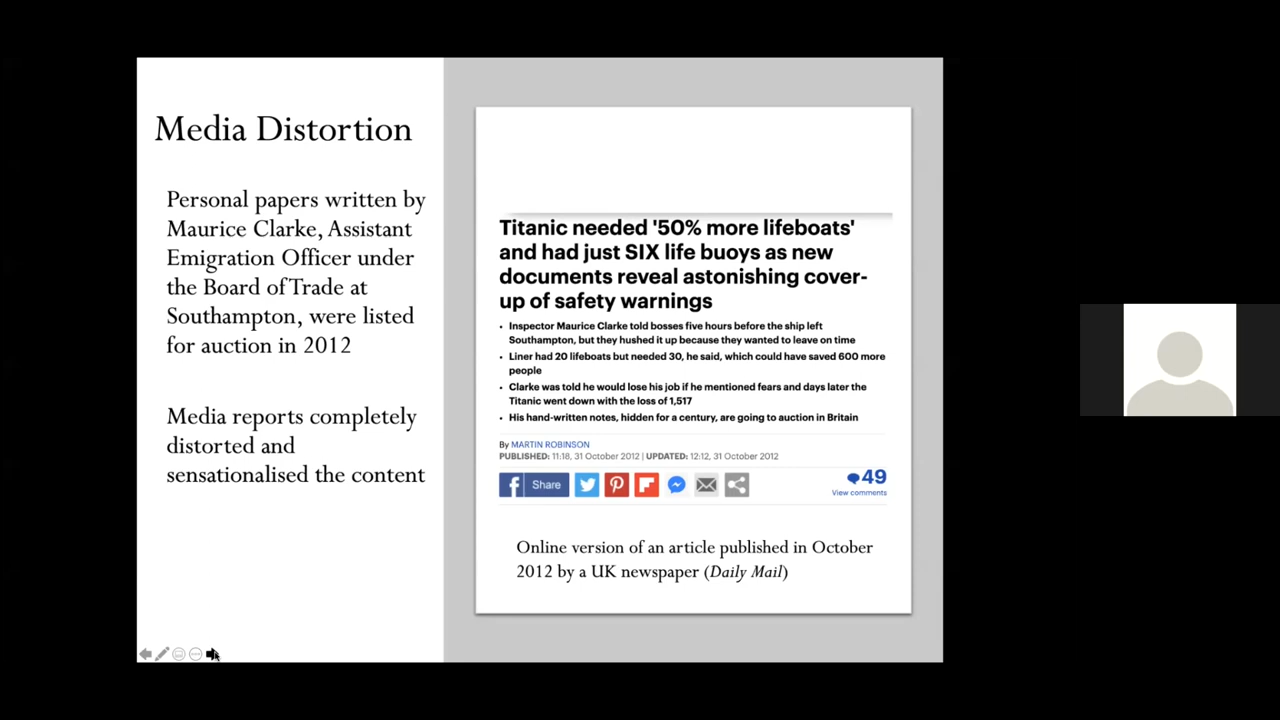 Media Distortion
Personal papers written by
Maurice Clarke, Assistant
Emigration Officer under
the Board of Trade at
Southampton, were listed
for auction in 2012
Media reports completely
distorted and
sensationalised the content
Titanic needed '50% more lifeboats'
and had just SIX life buoys as new
documents reveal astonishing cover-
up of safety warnings
• Inspector Maurice Clarke told bosses five hours before the ship left
Southampton, but they hushed it up because they wanted to leave on time
• Liner had 20 lifeboats but needed 30, he said, which could have saved 600 more
people
• Clarke was told he would lose his job if he mentioned fears and days later the
Titanic went down with the loss of 1,517
• His hand-written notes, hidden for a century, are going to auction in Britain
By MARTIN ROBINSON
PUBLISHED: 11:18, 31 October 2012 | UPDATED: 12:12, 31 October 2012
f Share
49
View comments
Online version of an article published in October
2012 by a UK newspaper (Daily Mail)